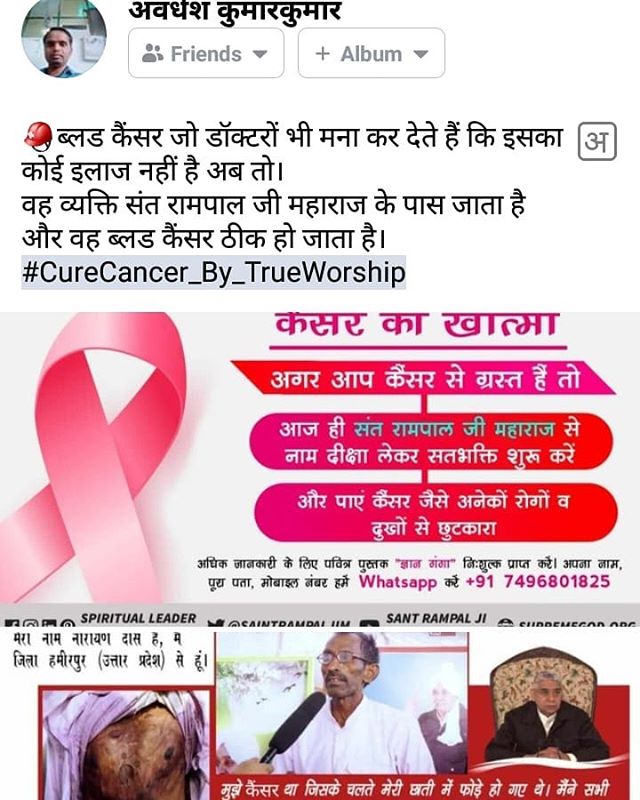 अवधेश कुमारकुमार
Friends
+ Album
ब्लड कैंसर जो डॉक्टरों भी मना कर देते हैं कि इसका
अ
कोई इलाज नहीं है अब तो।
वह व्यक्ति संत रामपाल जी महाराज के पास जाता है
और वह ब्लड कैंसर ठीक हो जाता है।
#CureCancer_By_TrueWorship
कैंसर का खात्मा
अगर आप कैंसर से ग्रस्त हैं तो
आज ही संत रामपाल जी महाराज से
नाम दीक्षा लेकर सतभक्ति शुरू करें
और पाएं कैंसर जैसे अनेकों रोगों व
दुखों से छुटकारा
अधिक जानकारी के लिए पवित्र पुस्तक "ज्ञान गंगा" निःशुल्क प्राप्त करें। अपना नाम,
पूरा पता, मोबाइल नंबर हमें Whatsapp करें +91 7496801825
SPIRITUAL LEADER
@SAINTRAMPALJIM
SANT RAMPAL JI
SUPREMEGOD.ORG
मेरा नाम नारायण दास है, मैं
जिला हमीरपुर (उत्तार प्रदेश) से हूं।
मुझे कैंसर था जिसके चलते मेरी छाती में फोड़े हो गए थे। मैंने सभी